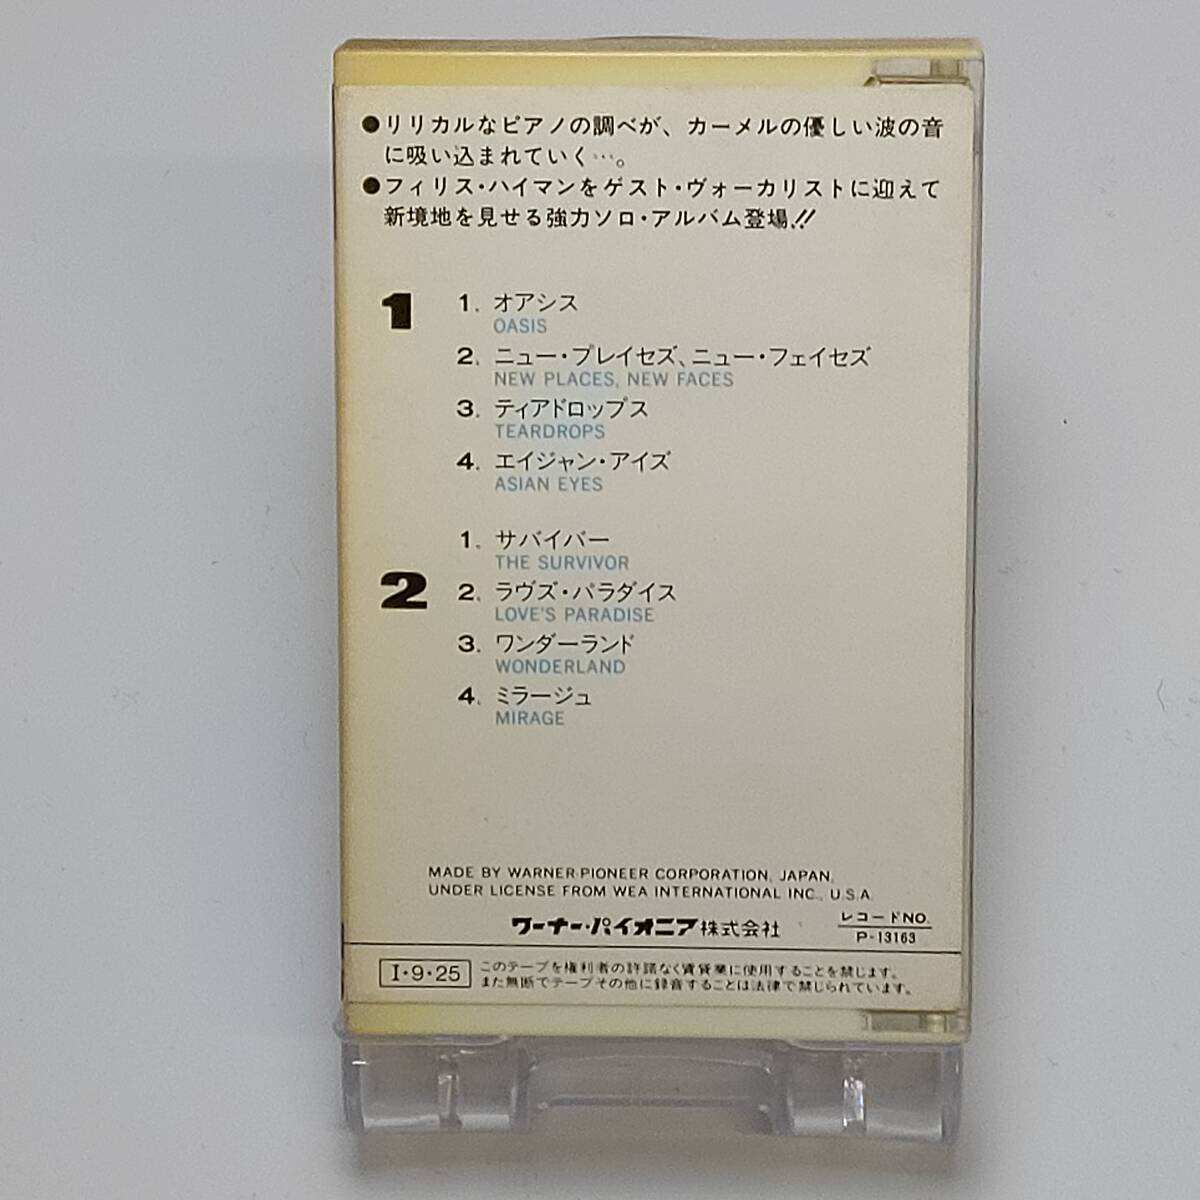 ●リリカルなピアノの調べが、カーメルの優しい波の音
に吸い込まれていく…。
●フィリス・ハイマンをゲスト・ヴォーカリストに迎えて
新境地を見せる強力ソロ・アルバム登場!!
1
1. オアシス
OASIS
2. ニュー・プレイセズ、ニュー・フェイセズ
NEW PLACES, NEW FACES
3. ティアドロップス
TEARDROPS
4. エイジャン・アイズ
ASIAN EYES
2
1. サバイバー
THE SURVIVOR
2. ラヴズ・パラダイス
LOVE'S PARADISE
3. ワンダーランド
WONDERLAND
4. ミラージュ
MIRAGE
MADE BY WARNER-PIONEER CORPORATION, JAPAN,
UNDER LICENSE FROM WEA INTERNATIONAL INC., U.S.A.
ワーナー・パイオニア株式会社
レコードNO.
P-13163
I・9・25
このテープを権利者の許諾なく賃貸業に使用することを禁じます。
また無断でテープその他に録音することは法律で禁じられています。